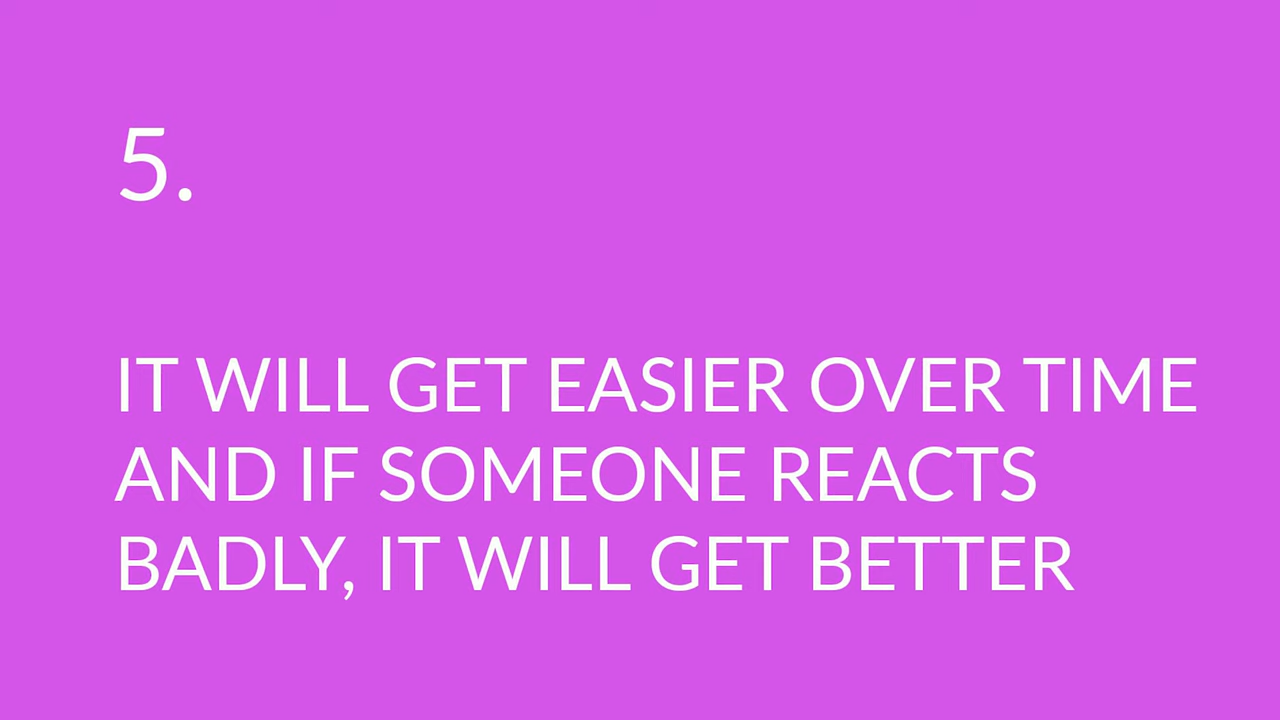 5.
IT WILL GET EASIER OVER TIME
AND IF SOMEONE REACTS
BADLY, IT WILL GET BETTER